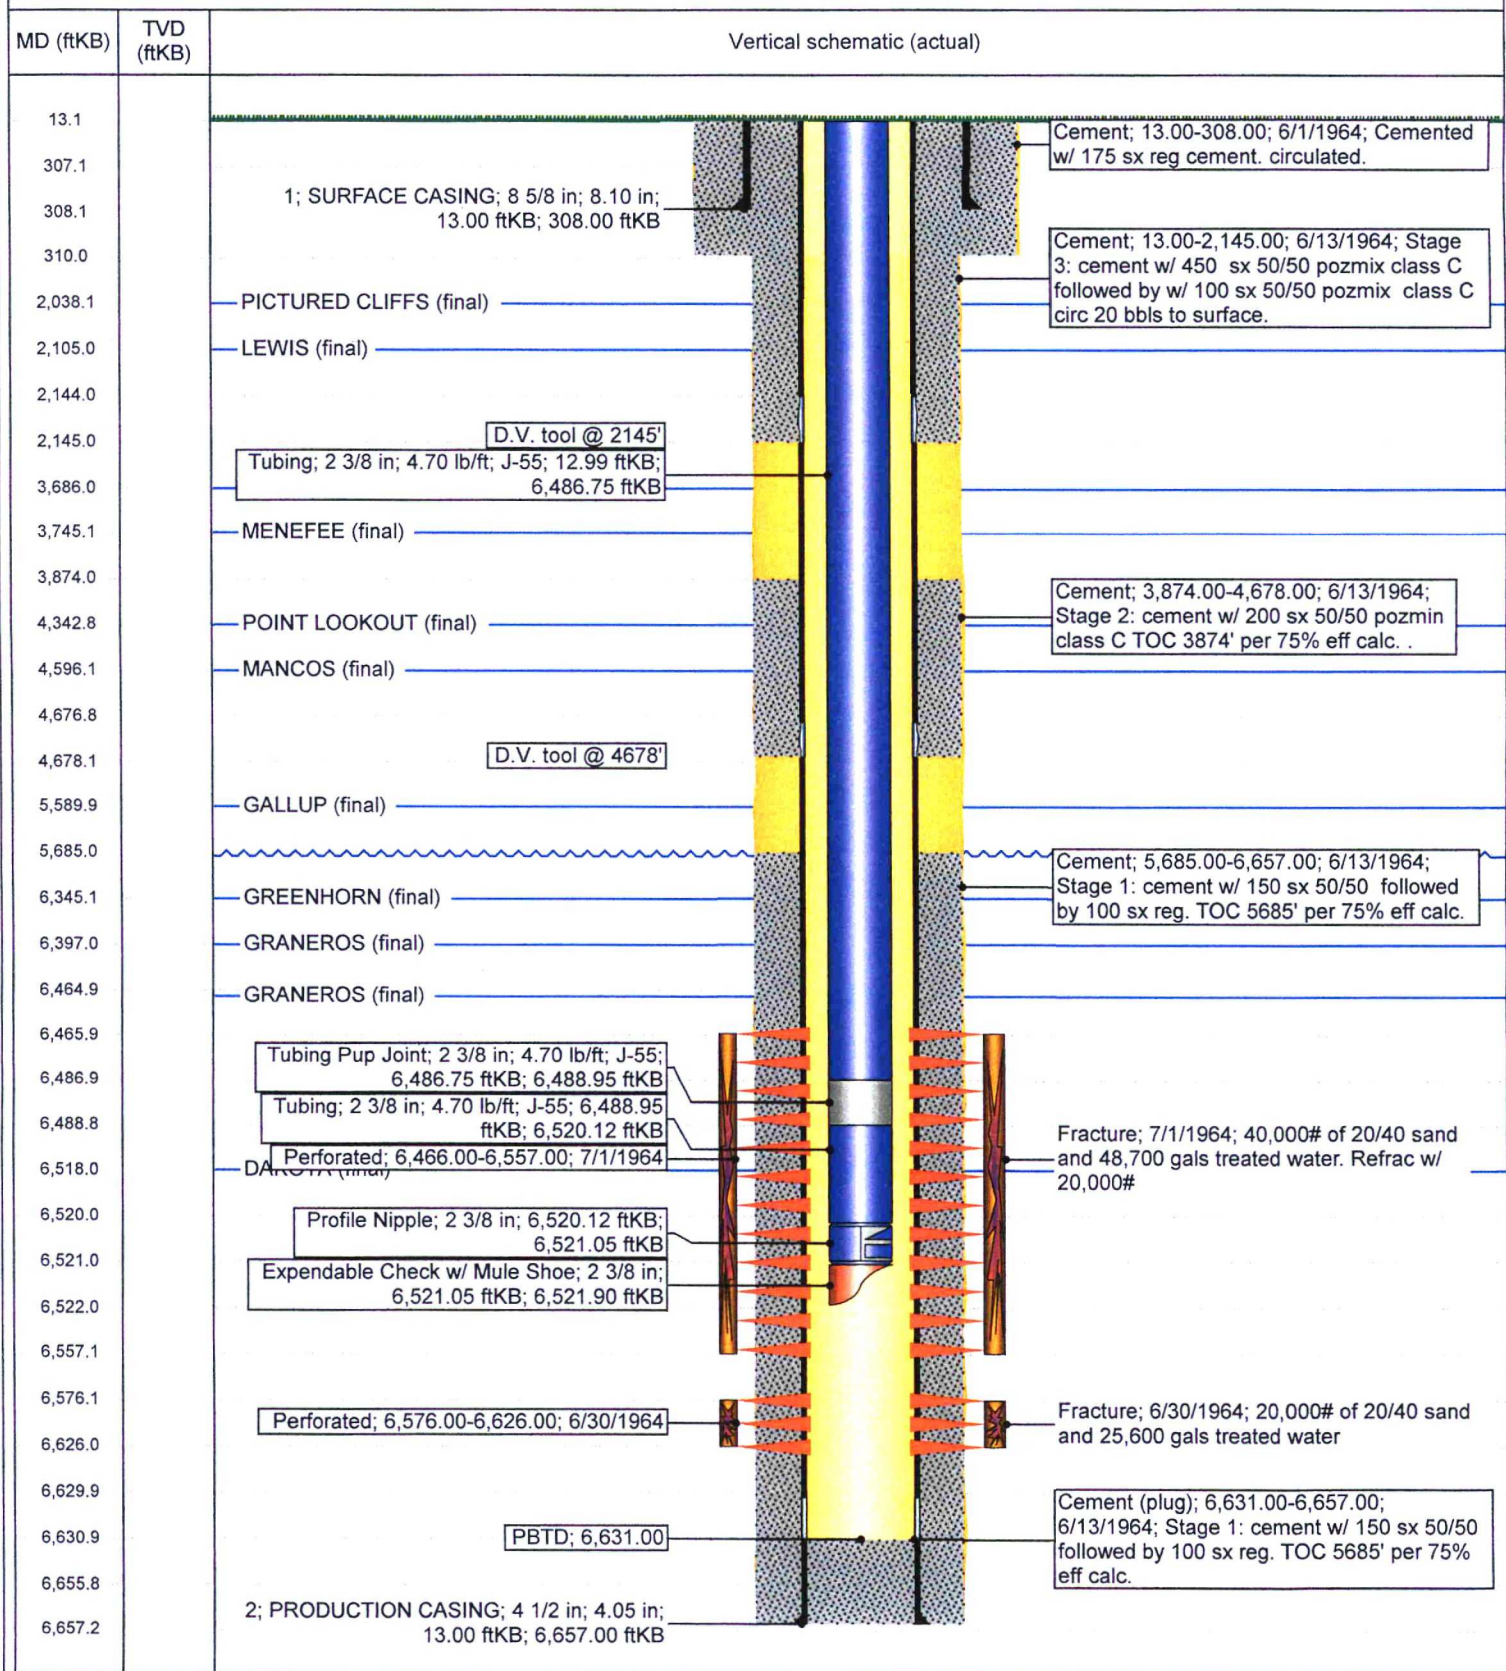 MD (ftKB)
TVD
(ftKB)
Vertical schematic (actual)
13.1
307.1
308.1
310.0
2,038.1
2,105.0
2,144.0
2,145.0
3,686.0
3,745.1
3,874.0
4,342.8
4,596.1
4,676.8
4,678.1
5,589.9
5,685.0
6,345.1
6,397.0
6,464.9
6,465.9
6,486.9
6,488.8
6,518.0
6,520.0
6,521.0
6,522.0
6,557.1
6,576.1
6,626.0
6,629.9
6,630.9
6,655.8
6,657.2
1; SURFACE CASING; 8 5/8 in; 8.10 in;
13.00 ftKB; 308.00 ftKB
PICTURED CLIFFS (final)
LEWIS (final)
D.V. tool @ 2145'
Tubing; 2 3/8 in; 4.70 lb/ft; J-55; 12.99 ftKB;
6,486.75 ftKB
MENEFEE (final)
POINT LOOKOUT (final)
MANCOS (final)
D.V. tool @ 4678'
GALLUP (final)
GREENHORN (final)
GRANEROS (final)
GRANEROS (final)
Tubing Pup Joint; 2 3/8 in; 4.70 lb/ft; J-55;
6,486.75 ftKB; 6,488.95 ftKB
Tubing; 2 3/8 in; 4.70 lb/ft; J-55; 6,488.95
ftKB; 6,520.12 ftKB
Perforated; 6,466.00-6,557.00; 7/1/1964
DAKOTA (final)
Profile Nipple; 2 3/8 in; 6,520.12 ftKB;
6,521.05 ftKB
Expendable Check w/ Mule Shoe; 2 3/8 in;
6,521.05 ftKB; 6,521.90 ftKB
Perforated; 6,576.00-6,626.00; 6/30/1964
PBTD; 6,631.00
2; PRODUCTION CASING; 4 1/2 in; 4.05 in;
13.00 ftKB; 6,657.00 ftKB
Cement; 13.00-308.00; 6/1/1964; Cemented
w/ 175 sx reg cement. circulated.
Cement; 13.00-2,145.00; 6/13/1964; Stage
3: cement w/ 450 sx 50/50 pozmix class C
followed by w/ 100 sx 50/50 pozmix class C
circ 20 bbls to surface.
Cement; 3,874.00-4,678.00; 6/13/1964;
Stage 2: cement w/ 200 sx 50/50 pozmin
class C TOC 3874' per 75% eff calc. .
Cement; 5,685.00-6,657.00; 6/13/1964;
Stage 1: cement w/ 150 sx 50/50 followed
by 100 sx reg. TOC 5685' per 75% eff calc.
Fracture; 7/1/1964; 40,000# of 20/40 sand
and 48,700 gals treated water. Refrac w/
20,000#
Fracture; 6/30/1964; 20,000# of 20/40 sand
and 25,600 gals treated water
Cement (plug); 6,631.00-6,657.00;
6/13/1964; Stage 1: cement w/ 150 sx 50/50
followed by 100 sx reg. TOC 5685' per 75%
eff calc.